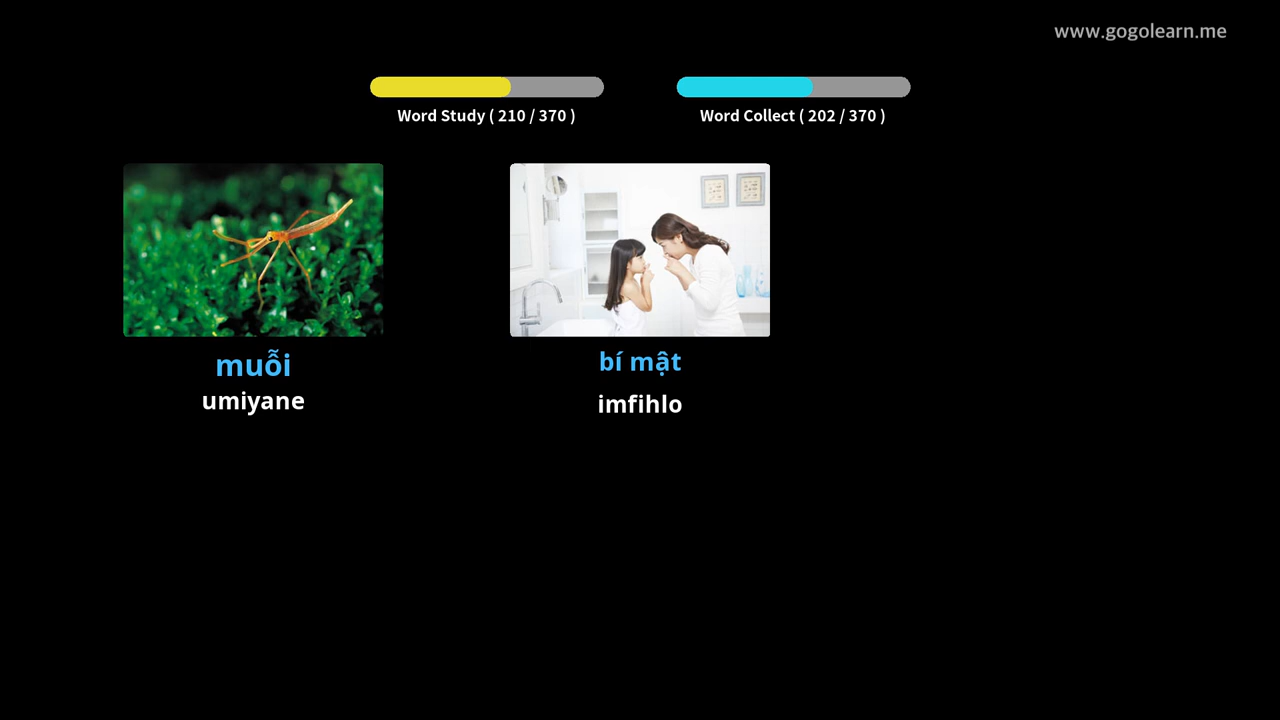 www.gogolearn.me
Word Study ( 210 / 370 )
Word Collect ( 202 / 370 )
muỗi
umiyane
bí mật
imfihlo